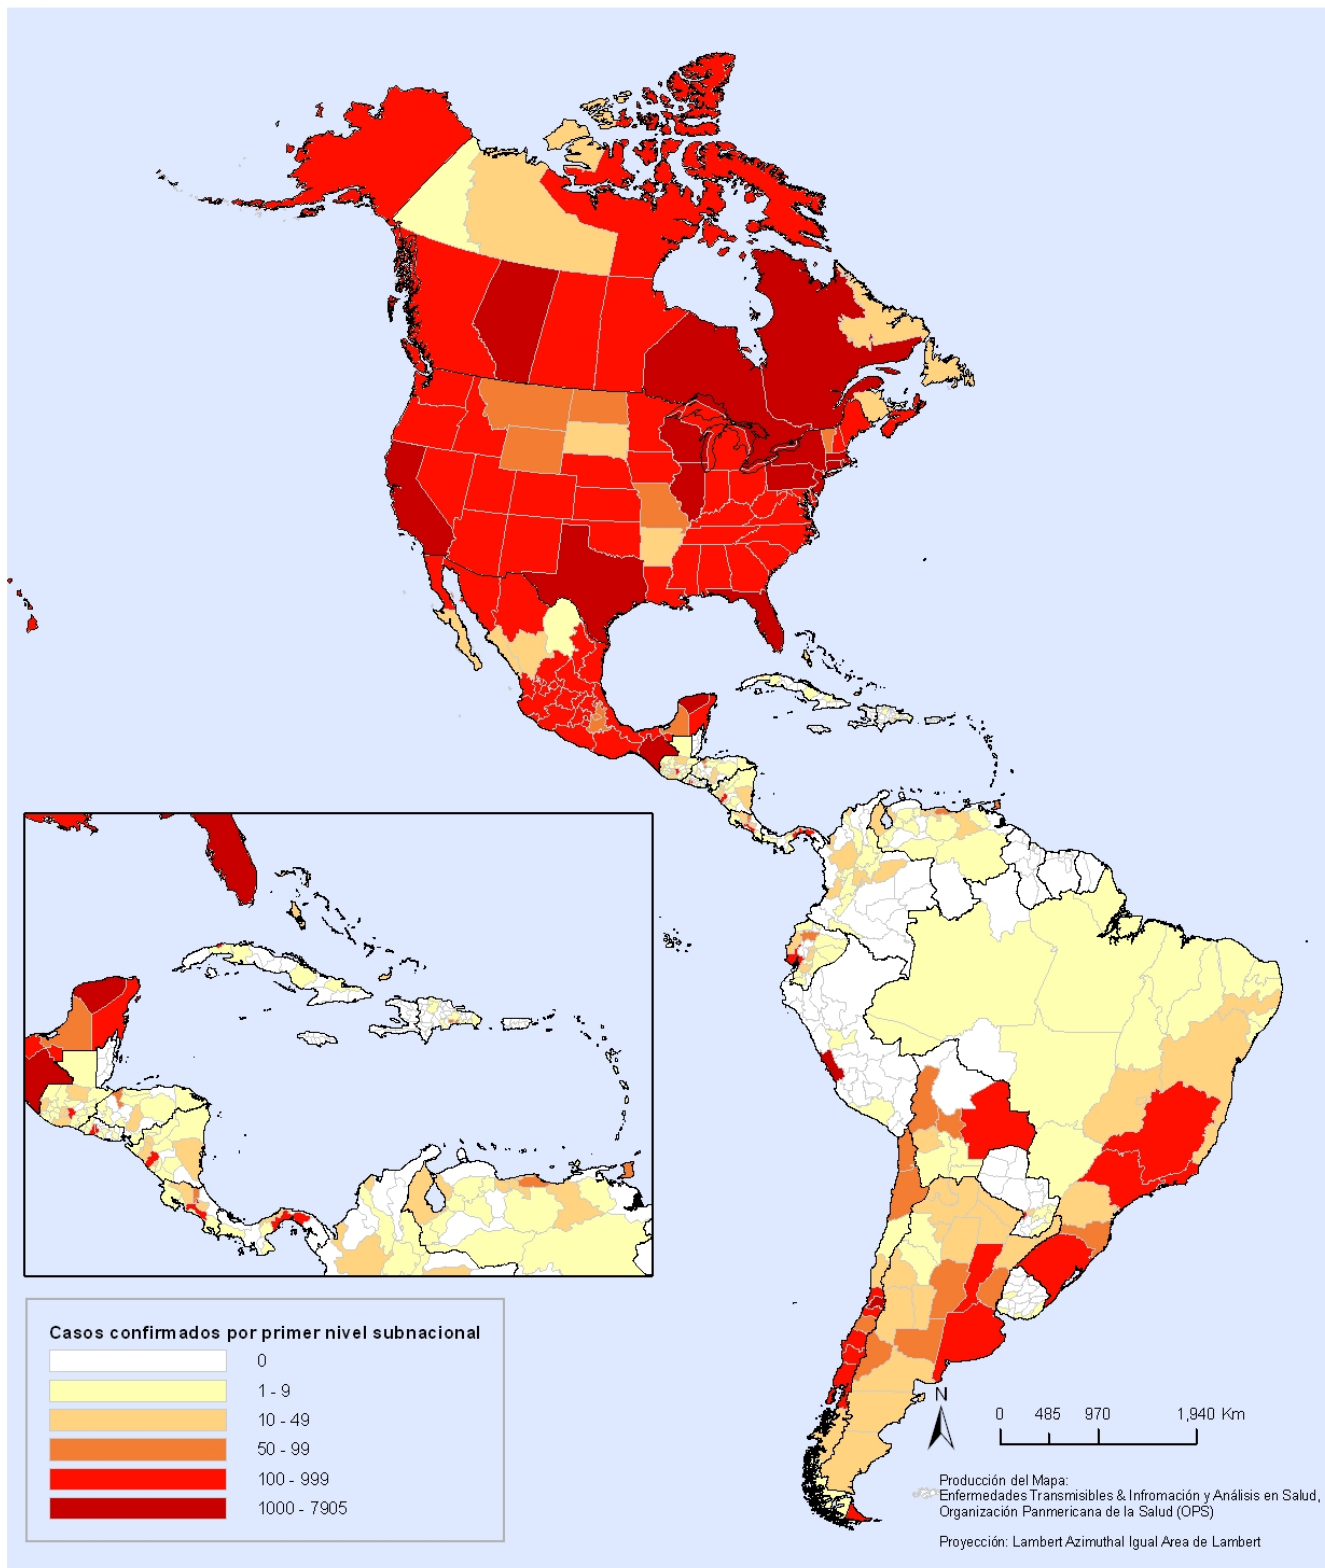 Casos confirmados por primer nivel subnacional
0
1 - 9
10 - 49
50 - 99
100 - 999
1000 - 7905
N
0 485 970 1,940 Km
Producción del Mapa:
Enfermedades Transmisibles & Infromación y Análisis en Salud,
Organización Panmericana de la Salud (OPS)
Proyección: Lambert Azimuthal Igual Area de Lambert